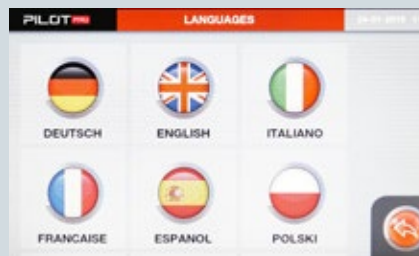 PILOT PRO
LANGUAGES
DEUTSCH
ENGLISH
ITALIANO
FRANCAISE
ESPANOL
POLSKI